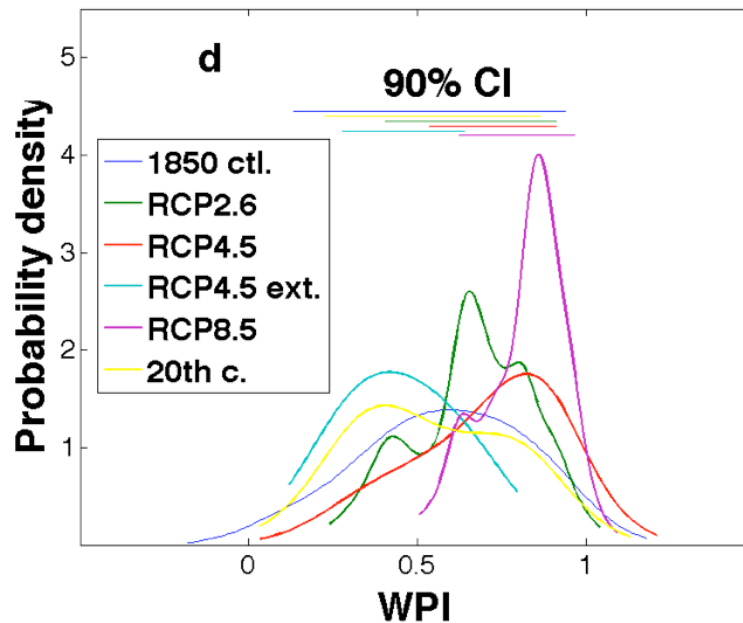 d
90% CI
5
4
3
2
1
Probability density
1850 ctl.
RCP2.6
RCP4.5
RCP4.5 ext.
RCP8.5
20th c.
0
0.5
1
WPI